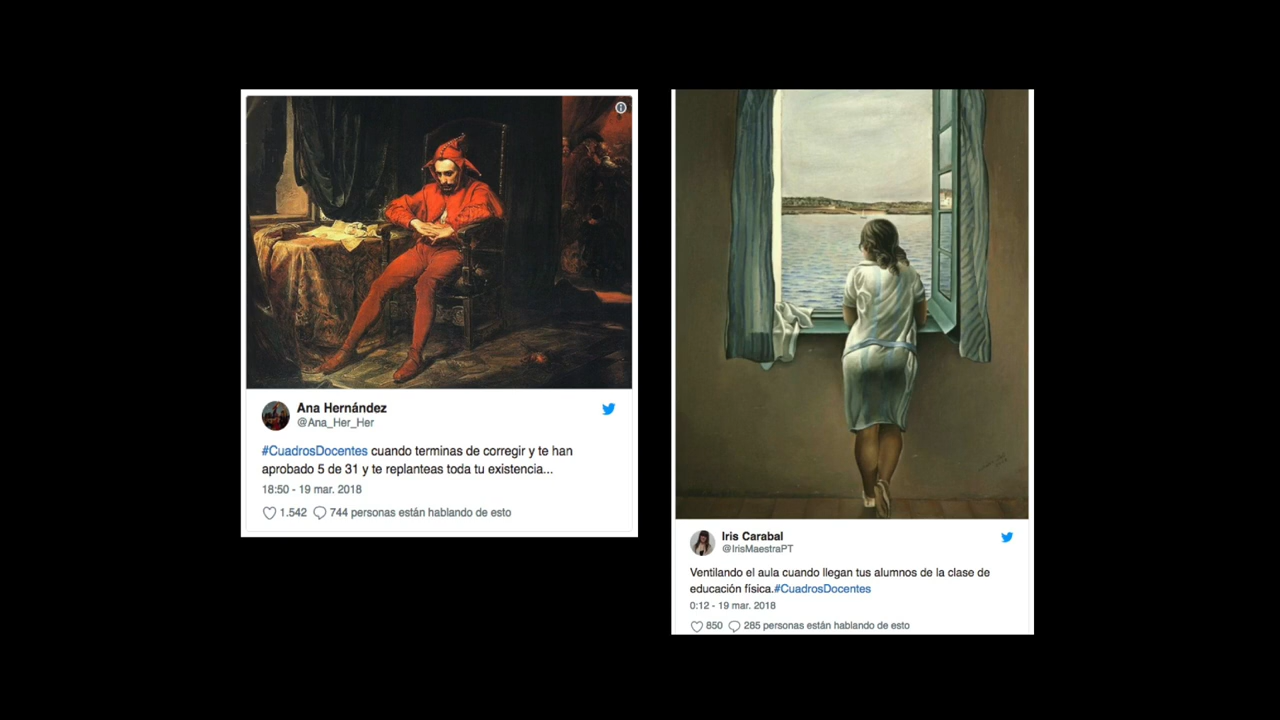 Ana Hernández
@Ana_Her_Her
#CuadrosDocentes cuando terminas de corregir y te han
aprobado 5 de 31 y te replanteas toda tu existencia...
18:50 - 19 mar. 2018
1.542 744 personas están hablando de esto
Iris Carabal
@IrisMaestraPT
Ventilando el aula cuando llegan tus alumnos de la clase de
educación física.#CuadrosDocentes
0:12 - 19 mar. 2018
850 285 personas están hablando de esto